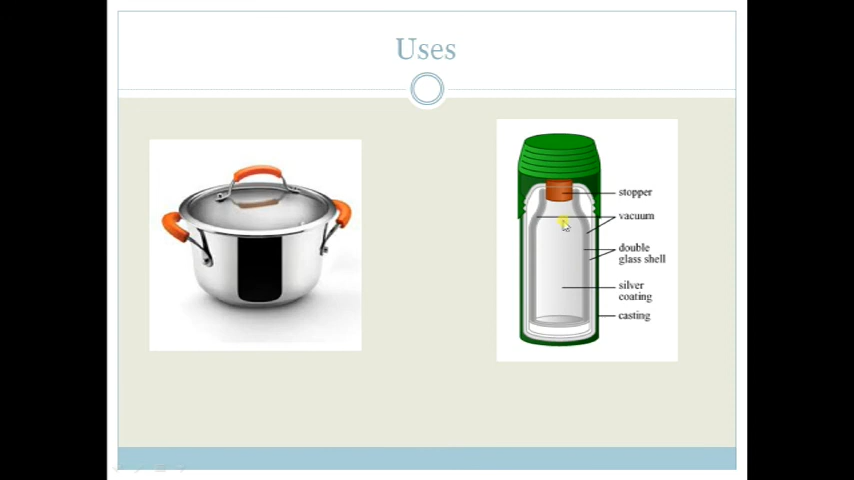 Uses
stopper
vacuum
double
glass shell
silver
coating
casting